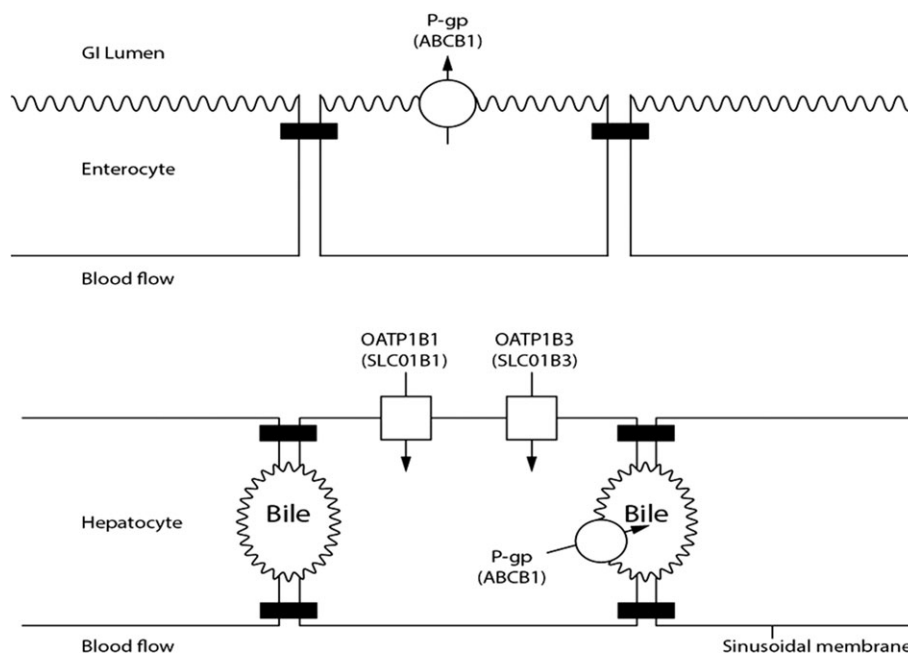 P-gp
(ABCB1)
GI Lumen
Enterocyte
Blood flow
OATP1B1
(SLC01B1)
OATP1B3
(SLC01B3)
Bile
Bile
Hepatocyte
P-gp
(ABCB1)
Blood flow
Sinusoidal membrane